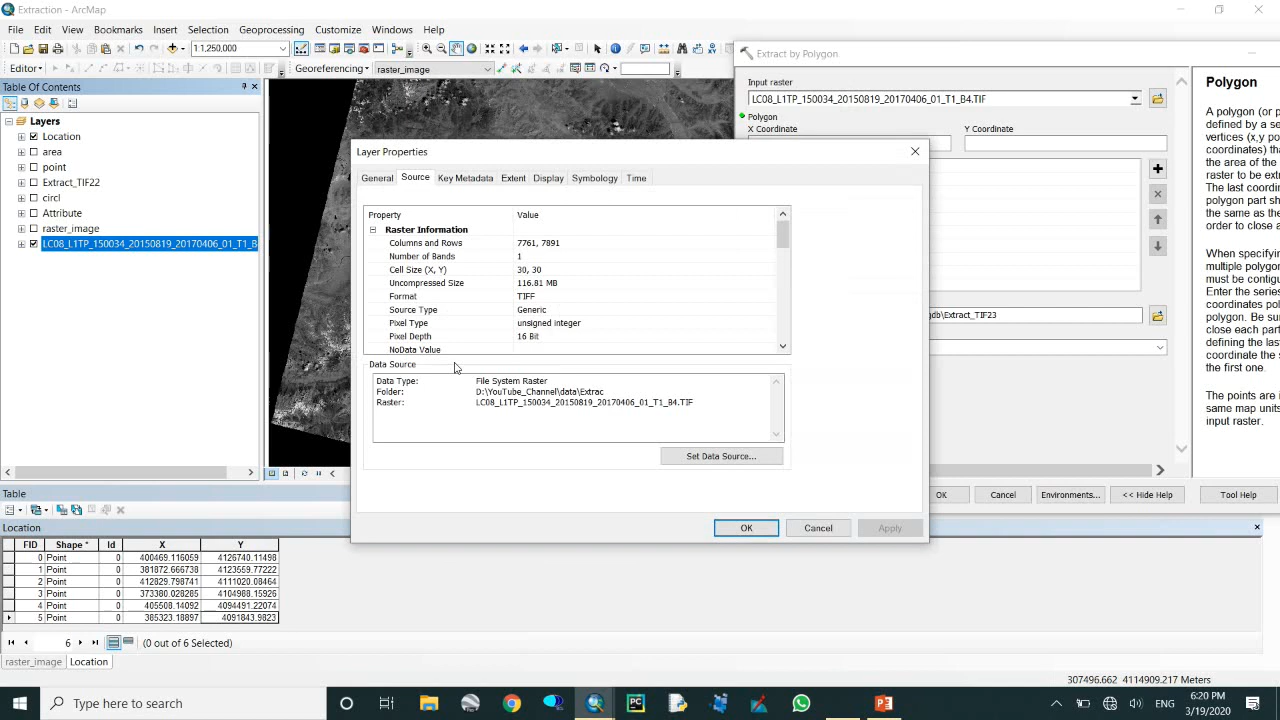 Extraction - ArcMap
File Edit View Bookmarks Insert Selection Geoprocessing Customize Windows Help
1:1,250,000
Editor
Georeferencing
raster_image
Table Of Contents
Layers
Location
area
point
Extract_TIF22
circl
Attribute
raster_image
LC08_L1TP_150034_20150819_20170406_01_T1_B
Extract by Polygon
Input raster
LC08_L1TP_150034_20150819_20170406_01_T1_B4.TIF
Polygon
X Coordinate
Y Coordinate
gdb\Extract_TIF23
OK
Cancel
Environments...
<< Hide Help
Tool Help
Polygon
A polygon (or p
defined by a se
vertices (x,y po
coordinates) tha
the area of the
raster to be ex
The last coordin
polygon part sh
the same as the
order to close a
When specifyin
multiple polygon
must be configu
Enter the series
coordinates pol
polygon. Be sur
close each part
defining the las
coordinate the s
the first one.
The points are i
same map units
input raster.
Layer Properties
General Source Key Metadata Extent Display Symbology Time
Property Value
Raster Information
Columns and Rows 7761, 7891
Number of Bands 1
Cell Size (X, Y) 30, 30
Uncompressed Size 116.81 MB
Format TIFF
Source Type Generic
Pixel Type unsigned integer
Pixel Depth 16 Bit
NoData Value
Data Source
Data Type: File System Raster
Folder: D:\YouTube_Channel\data\Extrac
Raster: LC08_L1TP_150034_20150819_20170406_01_T1_B4.TIF
Set Data Source...
OK Cancel Apply
Table
Location
FID Shape * Id X Y
0 Point 0 400469.116059 4126740.11498
1 Point 0 381872.666738 4123559.77222
2 Point 0 412829.798741 4111020.08464
3 Point 0 373380.028285 4104988.15926
4 Point 0 405508.14092 4094491.22074
5 Point 0 385323.18897 4091843.9823
6 (0 out of 6 Selected)
raster_image Location
307496.662 4114909.217 Meters
Type here to search
PC
ENG
6:20 PM
3/19/2020